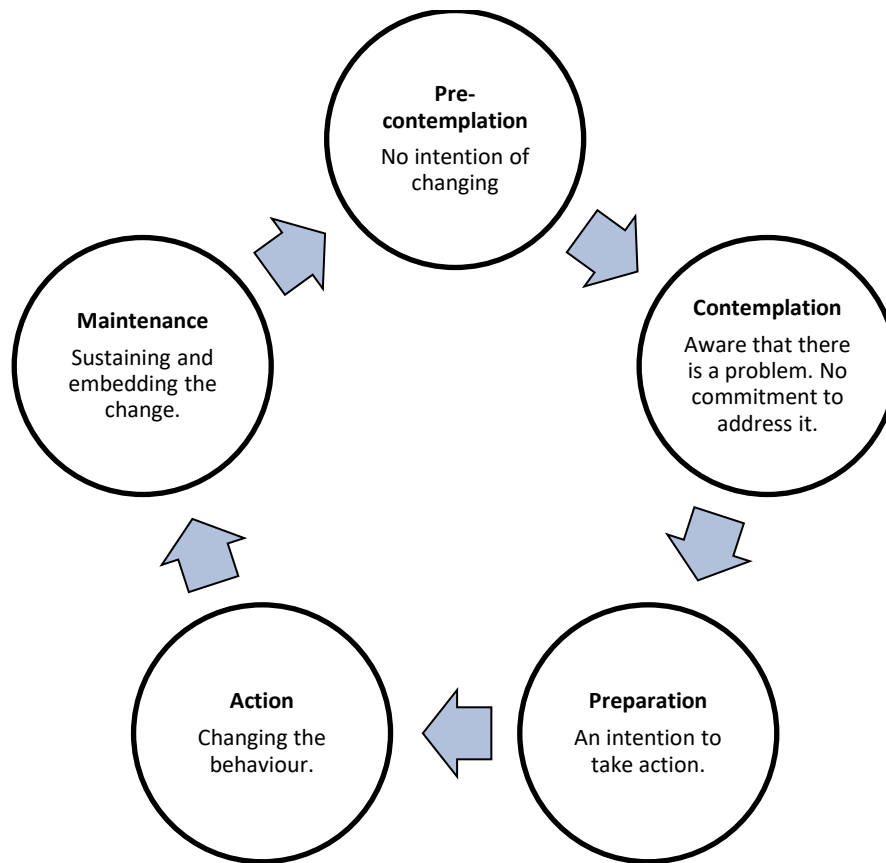 Pre-
contemplation
No intention of
changing
Contemplation
Aware that there
is a problem. No
commitment to
address it.
Preparation
An intention to
take action.
Action
Changing the
behaviour.
Maintenance
Sustaining and
embedding the
change.